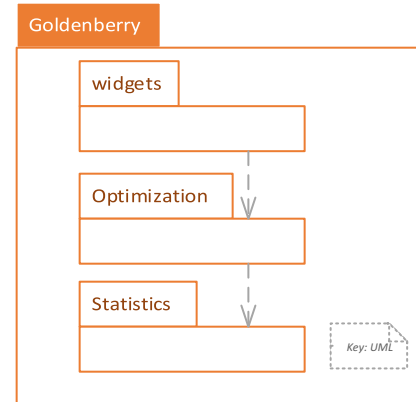 Goldenberry
widgets
Optimization
Statistics
Key: UML